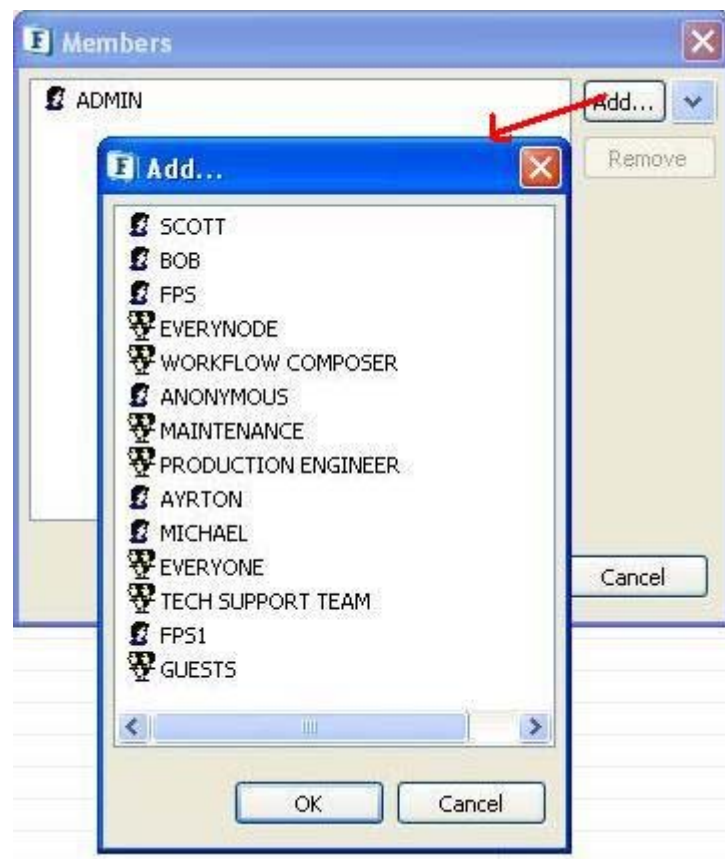 Members
ADMIN
Add...
Remove
Add...
SCOTT
BOB
FPS
EVERYNODE
WORKFLOW COMPOSER
ANONYMOUS
MAINTENANCE
PRODUCTION ENGINEER
AYRTON
MICHAEL
EVERYONE
TECH SUPPORT TEAM
FPS1
GUESTS
Cancel
OK
Cancel